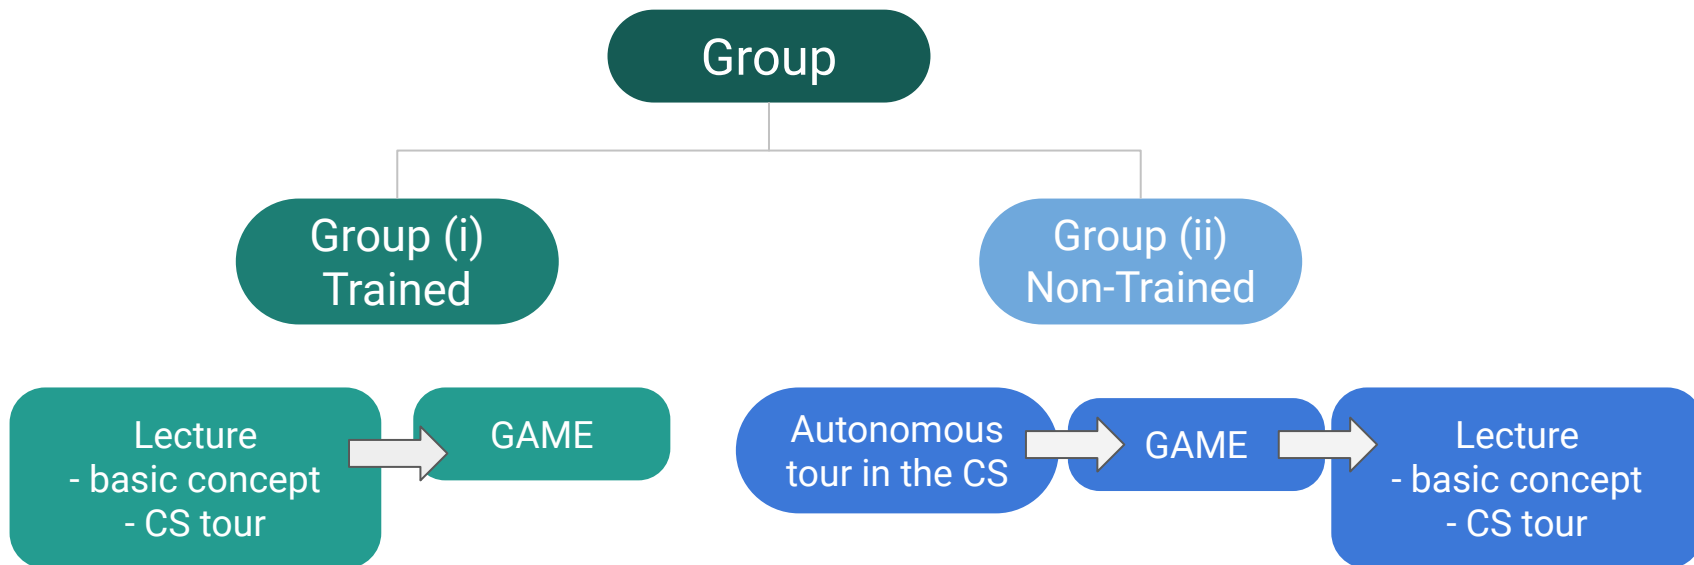 Group
Group (i)
Trained
Group (ii)
Non-Trained
Lecture
- basic concept
- CS tour
GAME
Autonomous
tour in the CS
GAME
Lecture
- basic concept
- CS tour